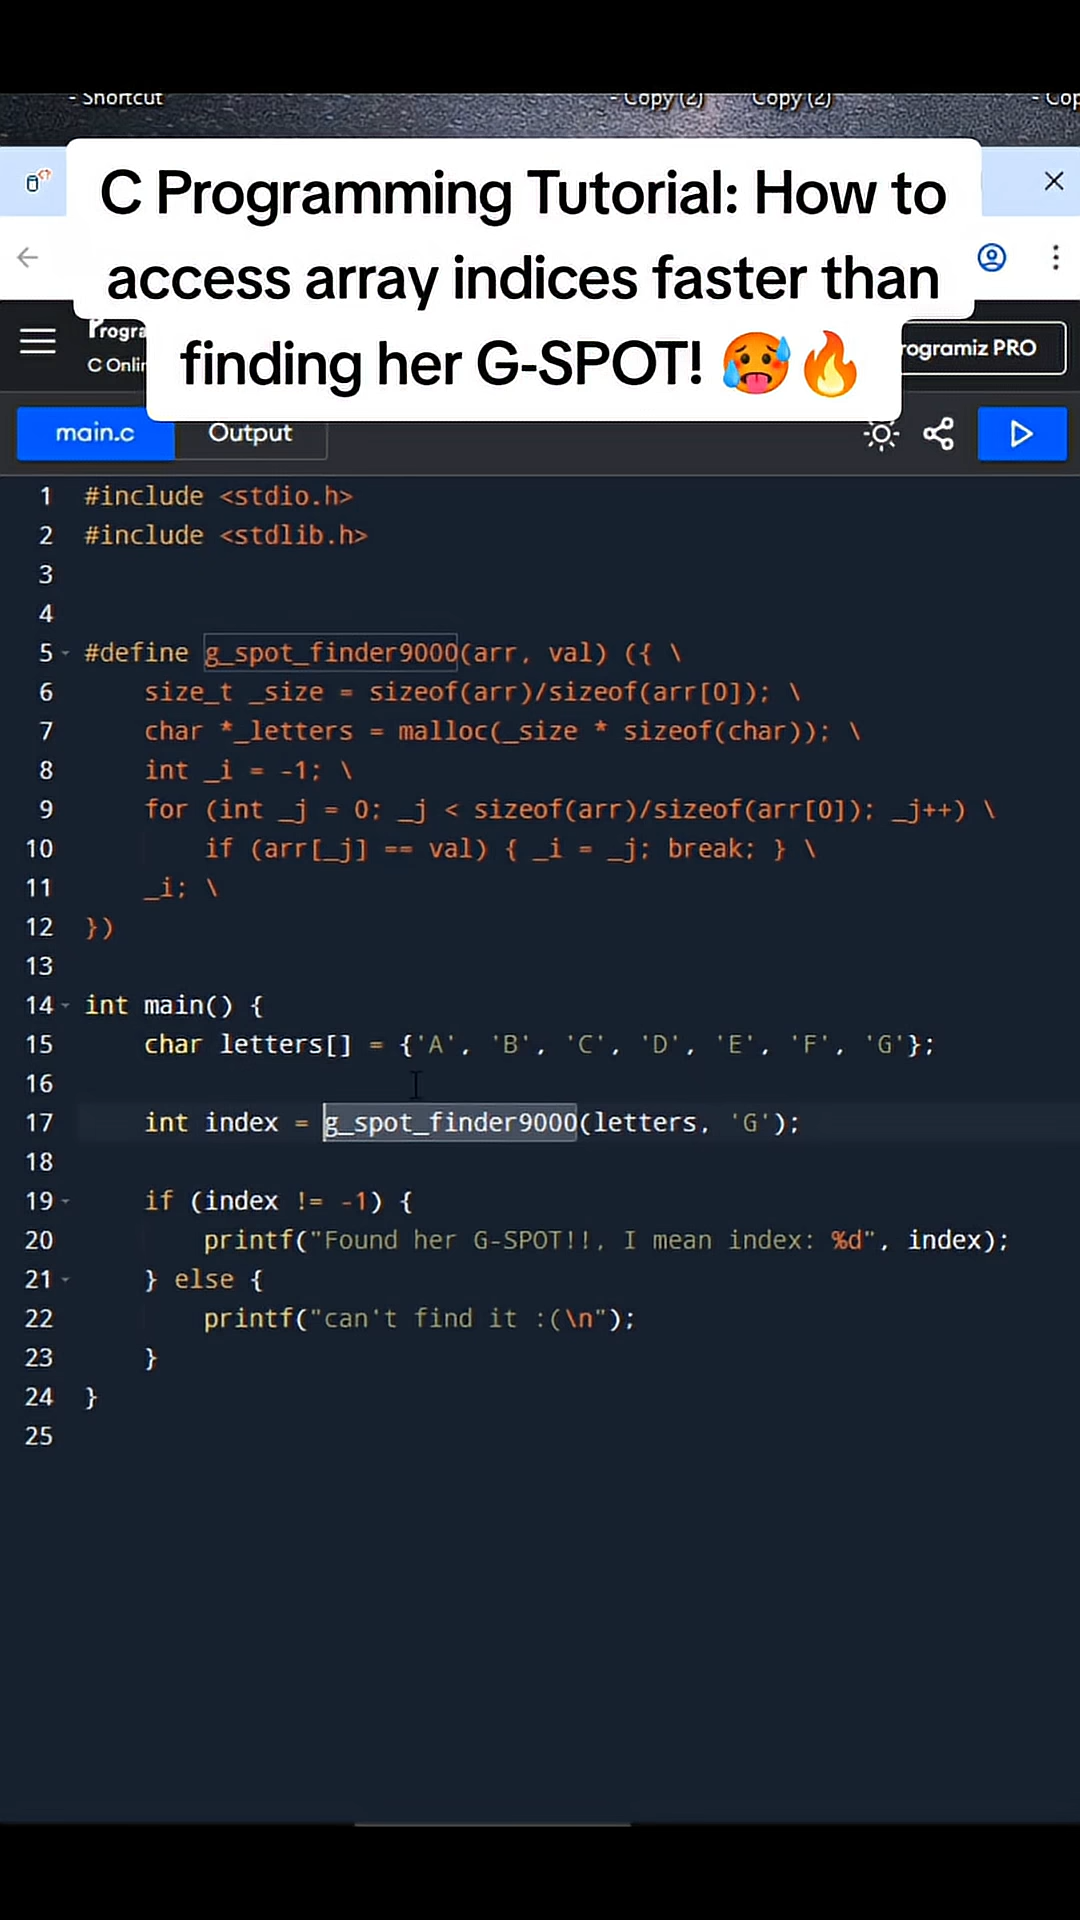 - Shortcut
- Copy (2)
Copy (2)
C Programming Tutorial: How to
access array indices faster than
finding her G-SPOT! 🥵🔥
C
rogramiz PRO
main.c
Output
1 #include <stdio.h>
2 #include <stdlib.h>
3
4
5 #define g_spot_finder9000(arr, val) ({ \
6 size_t _size = sizeof(arr)/sizeof(arr[0]); \
7 char *_letters = malloc(_size * sizeof(char)); \
8 int _i = -1; \
9 for (int _j = 0; _j < sizeof(arr)/sizeof(arr[0]); _j++) \
10 if (arr[_j] == val) { _i = _j; break; } \
11 _i; \
12 })
13
14 int main() {
15 char letters[] = {'A', 'B', 'C', 'D', 'E', 'F', 'G'};
16
17 int index = g_spot_finder9000(letters, 'G');
18
19 if (index != -1) {
20 printf("Found her G-SPOT!!, I mean index: %d", index);
21 } else {
22 printf("can't find it :(\n");
23 }
24 }
25